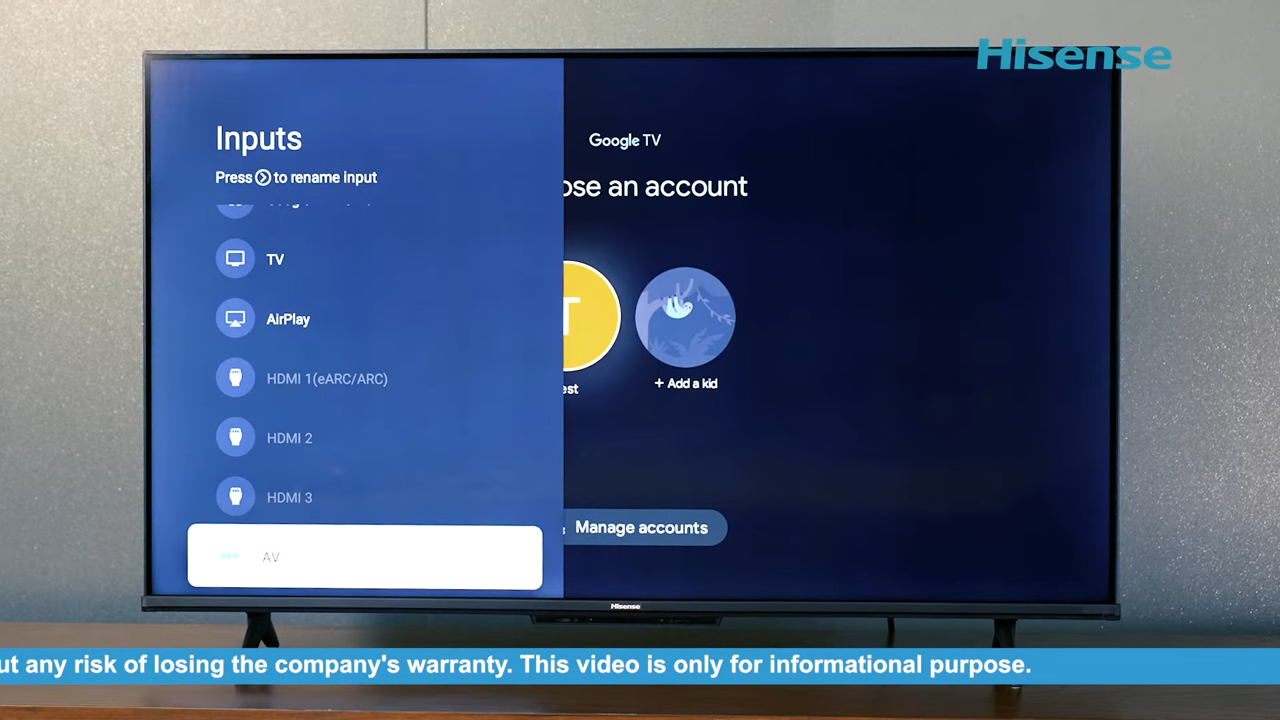 Hisense
Inputs
Press to rename input
TV
AirPlay
HDMI 1(eARC/ARC)
HDMI 2
HDMI 3
AV
Google TV
ose an account
T
est
+ Add a kid
Manage accounts
Hisense
ut any risk of losing the company's warranty. This video is only for informational purpose.